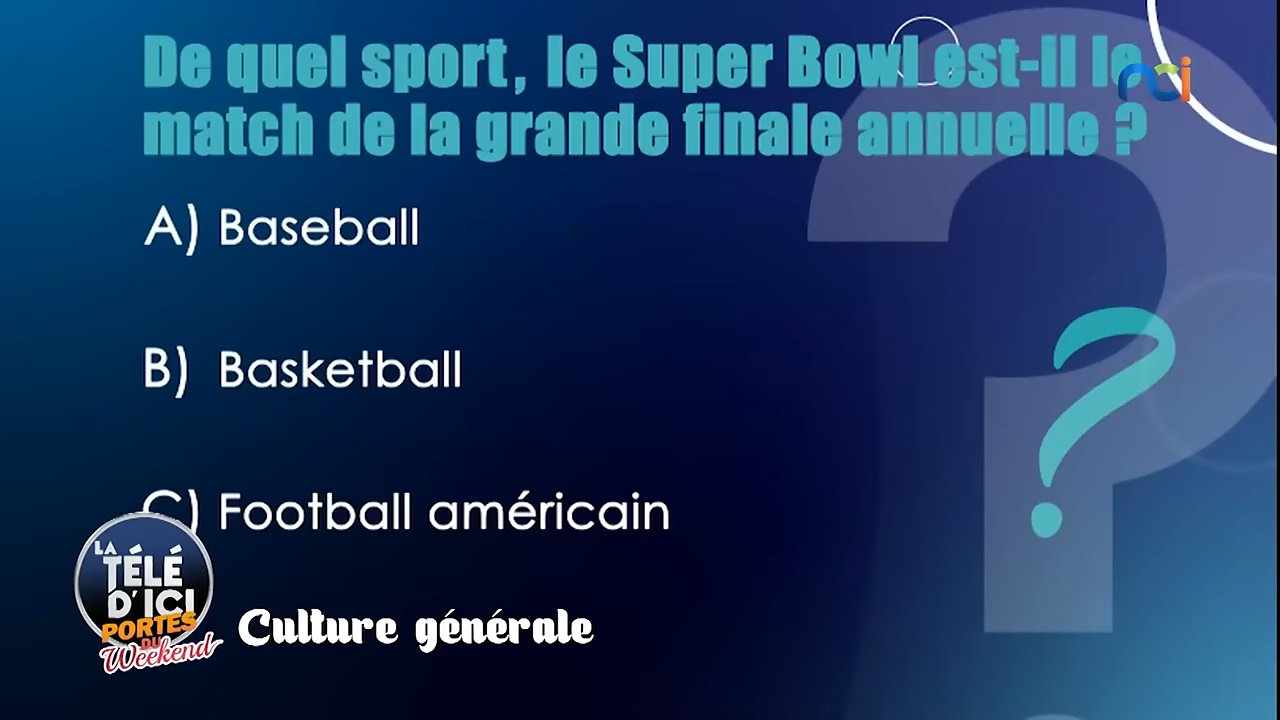 De quel sport, le Super Bowl est-il le
nci
match de la grande finale annuelle ?
A) Baseball
B) Basketball
C) Football américain
LA
TÉLÉ
D'ICI
PORTES
DU
Weekend
Culture générale